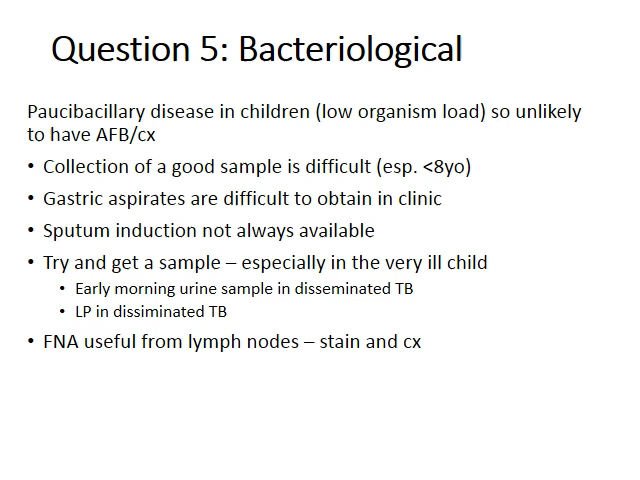 Question 5: Bacteriological
Paucibacillary disease in children (low organism load) so unlikely
to have AFB/cx
• Collection of a good sample is difficult (esp. <8yo)
• Gastric aspirates are difficult to obtain in clinic
• Sputum induction not always available
• Try and get a sample – especially in the very ill child
• Early morning urine sample in disseminated TB
• LP in dissiminated TB
• FNA useful from lymph nodes – stain and cx